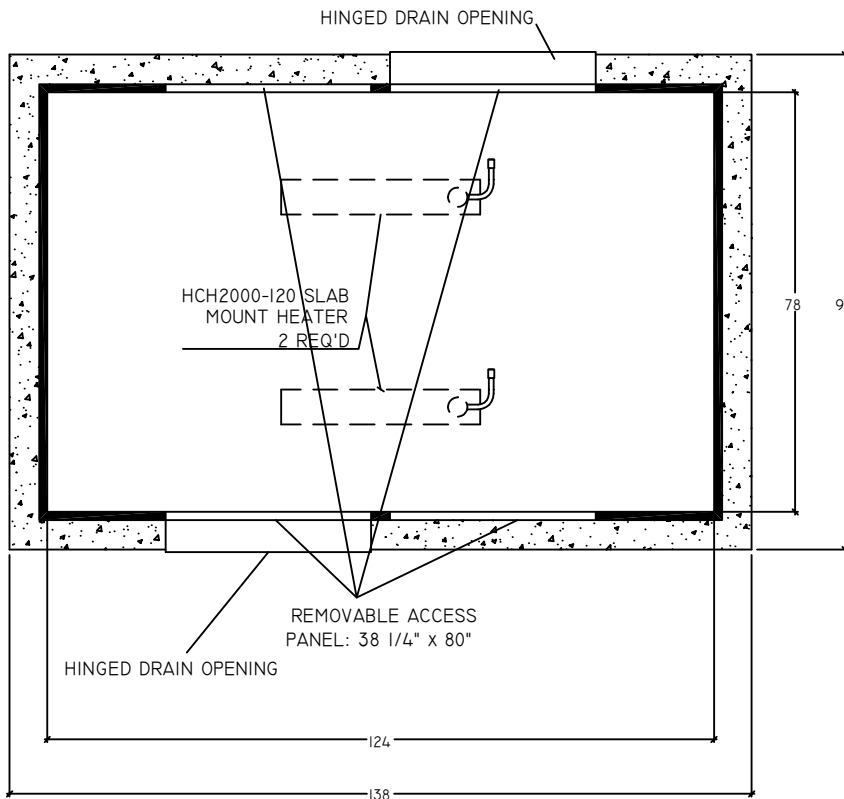 HINGED DRAIN OPENING
78
9
HCH2000-120 SLAB
MOUNT HEATER
2 REQ'D
REMOVABLE ACCESS
PANEL: 38 1/4" X 80"
HINGED DRAIN OPENING
124
138